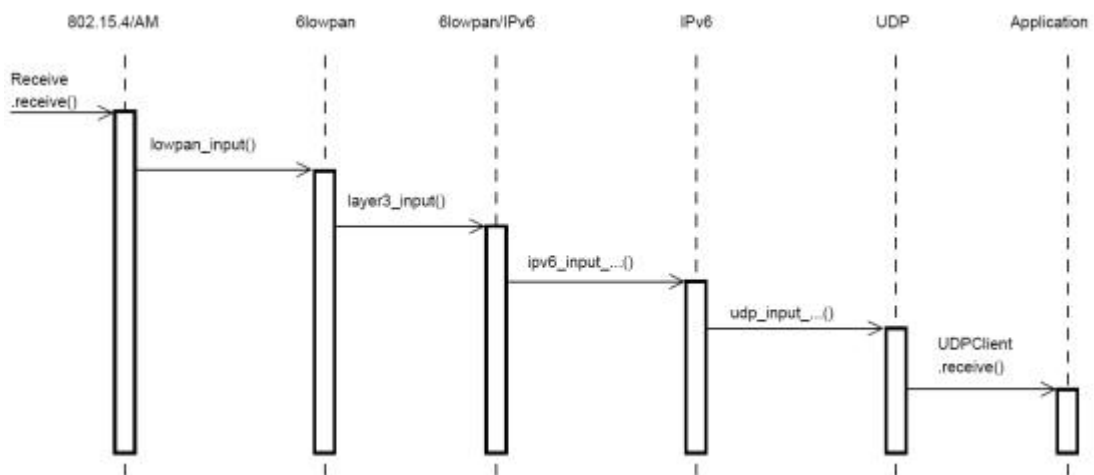 802.15.4/AM 6lowpan 6lowpan/IPv6 IPv6 UDP Application
Receive
.receive()
lowpan_input()
layer3_input()
ipv6_input_...()
udp_input_...()
UDPClient
.receive()